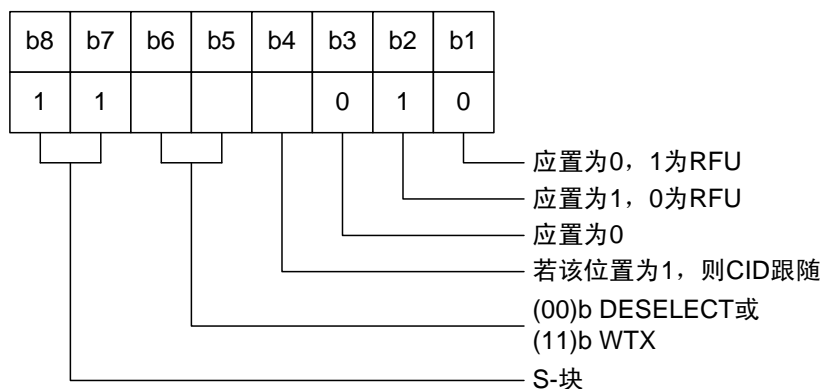 b8 b7 b6 b5 b4 b3 b2 b1
1 1 0 1 0
应置为0，1为RFU
应置为1，0为RFU
应置为0
若该位置为1，则CID跟随
(00)b DESELECT或
(11)b WTX
S-块